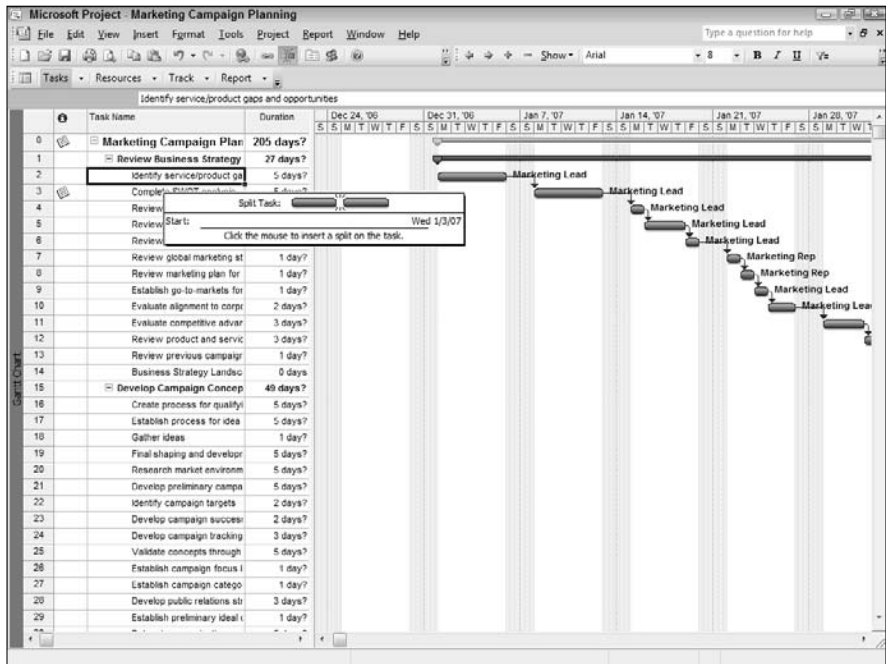 Microsoft Project - Marketing Campaign Planning
File Edit View Insert Format Tools Project Report Window Help
Type a question for help
Show Arial 8 B I U
Tasks Resources Track Report
Identify service/product gaps and opportunities
Task Name Duration Dec 24, '06 Dec 31, '06 Jan 7, '07 Jan 14, '07 Jan 21, '07 Jan 28, '07
S S M T W T F S S M T W T F S S M T W T F S S M T W T F S S M T W T F S S M T W T
0 Marketing Campaign Plan 205 days?
1 Review Business Strategy 27 days?
2 Identify service/product ga 5 days? Marketing Lead
3 Complete SWOT analysis 5 days? Marketing Lead
Split Task:
4 Review Marketing Lead
Start: Wed 1/3/07
5 Review Marketing Lead
Click the mouse to insert a split on the task.
6 Review Marketing Lead
7 Review global marketing st 1 day? Marketing Rep
8 Review marketing plan for 1 day? Marketing Rep
9 Establish go-to-markets for 1 day? Marketing Lead
10 Evaluate alignment to corpo 2 days? Marketing Lea
11 Evaluate competitive advar 3 days?
12 Review product and servic 3 days?
13 Review previous campaigr 1 day?
14 Business Strategy Landsc 0 days
15 Develop Campaign Concep 49 days?
16 Create process for qualifyi 5 days?
17 Establish process for idea 5 days?
18 Gather ideas 1 day?
19 Final shaping and developr 5 days?
20 Research market environm 5 days?
21 Develop preliminary campa 5 days?
22 Identify campaign targets 2 days?
23 Develop campaign success 2 days?
24 Develop campaign tracking 3 days?
25 Validate concepts through 5 days?
26 Establish campaign focus 1 day?
27 Establish campaign catego 1 day?
28 Develop public relations str 3 days?
29 Establish preliminary ideal 1 day?
Gantt Chart